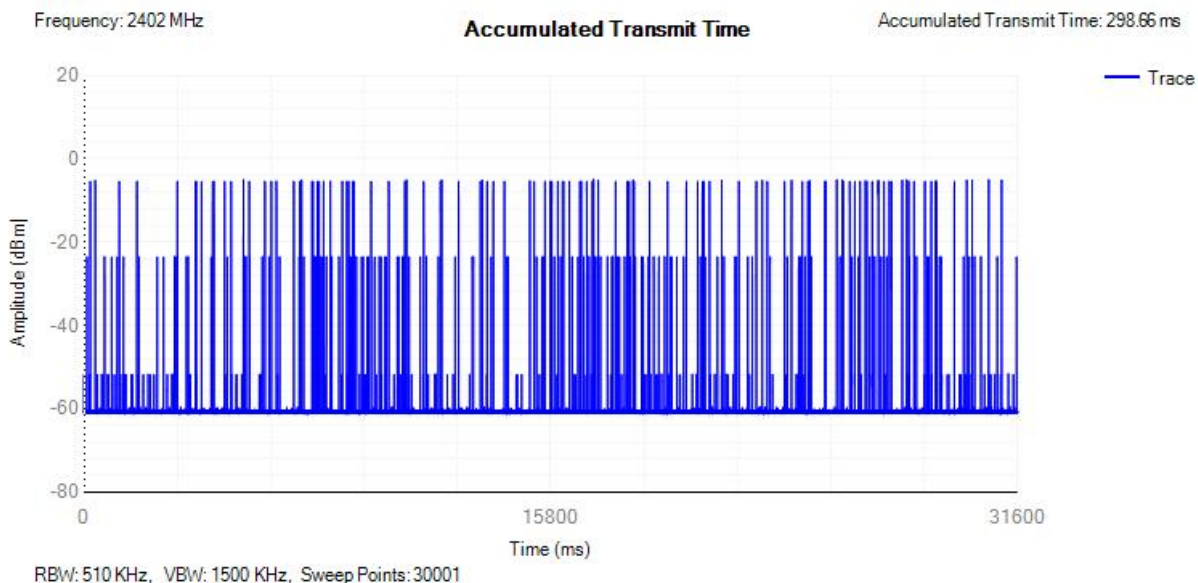 Frequency: 2402 MHz
Accumulated Transmit Time
Accumulated Transmit Time: 298.66 ms
Trace
20
0
-20
-40
-60
-80
Amplitude (dBm)
0
15800
31600
Time (ms)
RBW: 510 KHz, VBW: 1500 KHz, Sweep Points: 30001